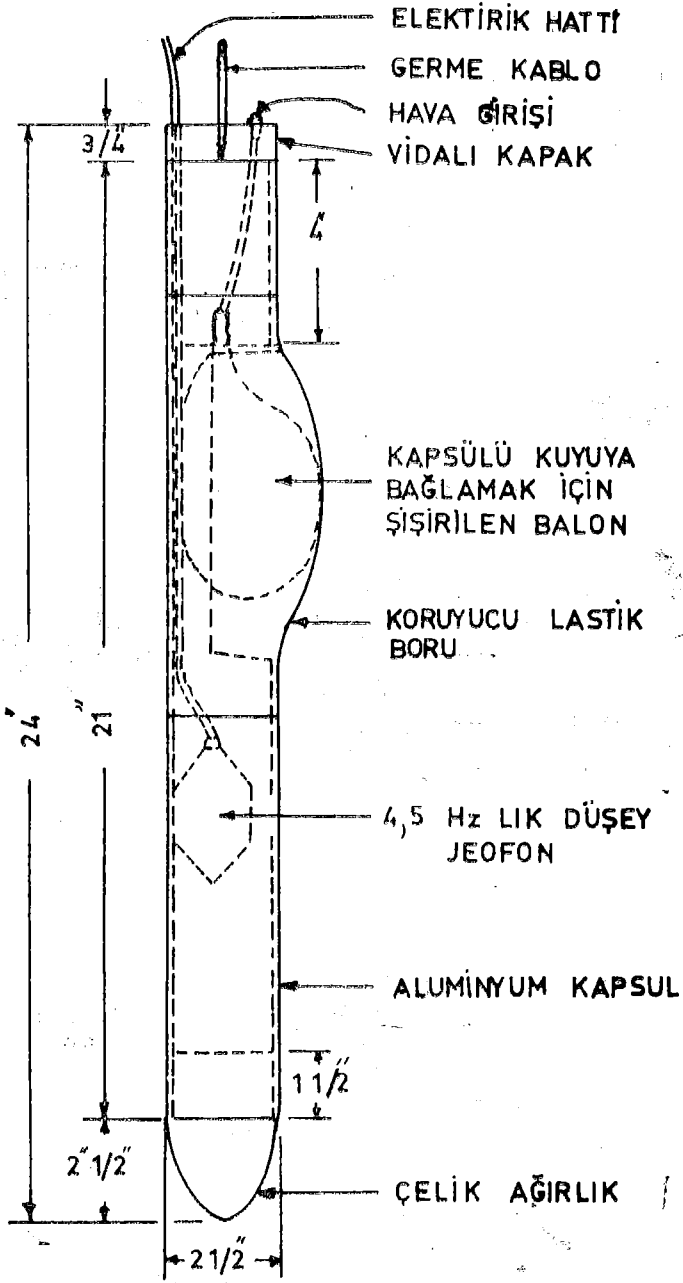 ELEKTİRİK HATTİ
GERME KABLO
HAVA GİRİŞİ
VİDALI KAPAK
3/4"
4"
KAPSÜLÜ KUYUYA
BAĞLAMAK İÇİN
ŞİŞİRİLEN BALON
KORUYUCU LASTİK
BORU
24"
21"
4,5 Hz LIK DÜŞEY
JEOFON
ALUMİNYUM KAPSUL
1 1/2"
2" 1/2"
ÇELİK AĞIRLIK
2 1/2"